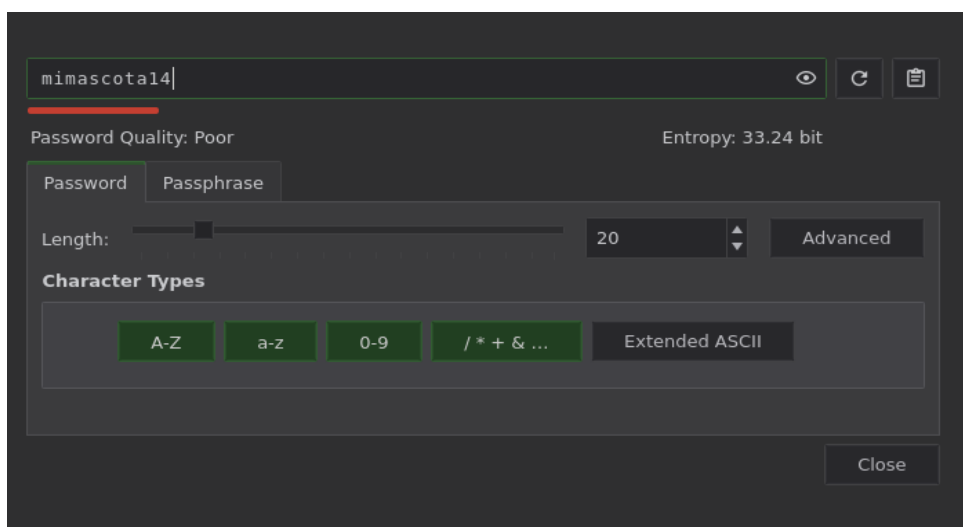 mimascota14
Password Quality: Poor Entropy: 33.24 bit
Password Passphrase
Length: 20 Advanced
Character Types
A-Z a-z 0-9 / * + & ... Extended ASCII
Close